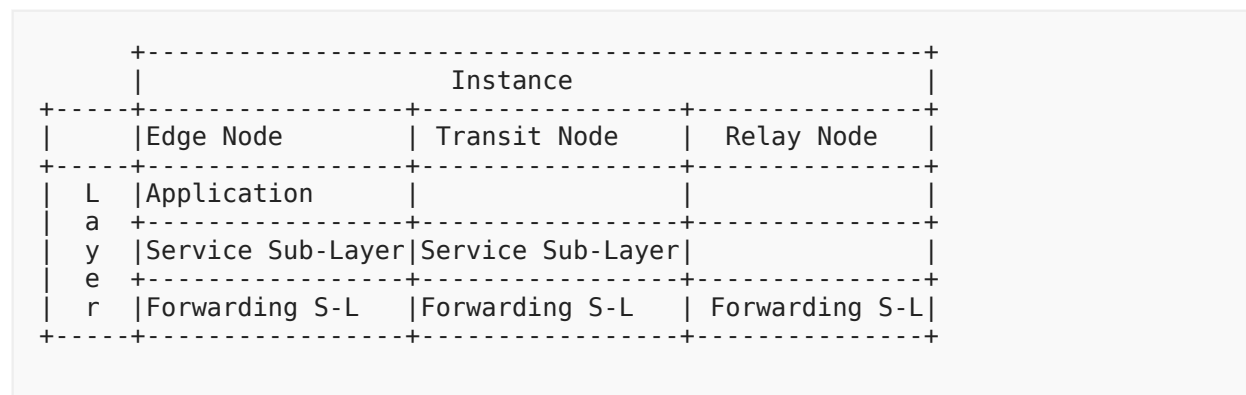 +---------------------------------------------------+
      |                    Instance                       |
+-----+-----------------+-----------------+---------------+
|     |Edge Node        | Transit Node    |  Relay Node   |
+-----+-----------------+-----------------+---------------+
|  L  |Application      |                 |               |
|  a  +-----------------+-----------------+---------------+
|  y  |Service Sub-Layer|Service Sub-Layer|               |
|  e  +-----------------+-----------------+---------------+
|  r  |Forwarding S-L   |Forwarding S-L   | Forwarding S-L|
+-----+-----------------+-----------------+---------------+